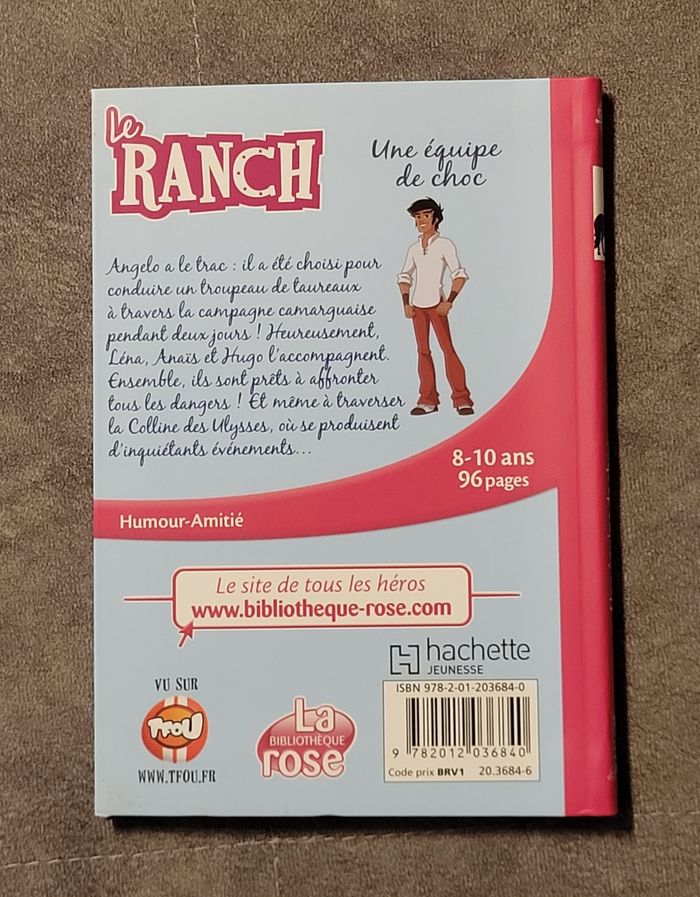 Le
RANCH
Une équipe
de choc
Angelo a le trac : il a été choisi pour
conduire un troupeau de taureaux
à travers la campagne camarguaise
pendant deux jours ! Heureusement,
Léna, Anaïs et Hugo l'accompagnent.
Ensemble, ils sont prêts à affronter
tous les dangers ! Et même à traverser
la Colline des Ulysses, où se produisent
d'inquiétants événements...
8-10 ans
96 pages
Humour-Amitié
Le site de tous les héros
www.bibliotheque-rose.com
hachette
JEUNESSE
ISBN 978-2-01-203684-0
9 782012 036840
Code prix BRV1 20.3684-6
VU SUR
TFOU
WWW.TFOU.FR
La
BIBLIOTHÈQUE
rose